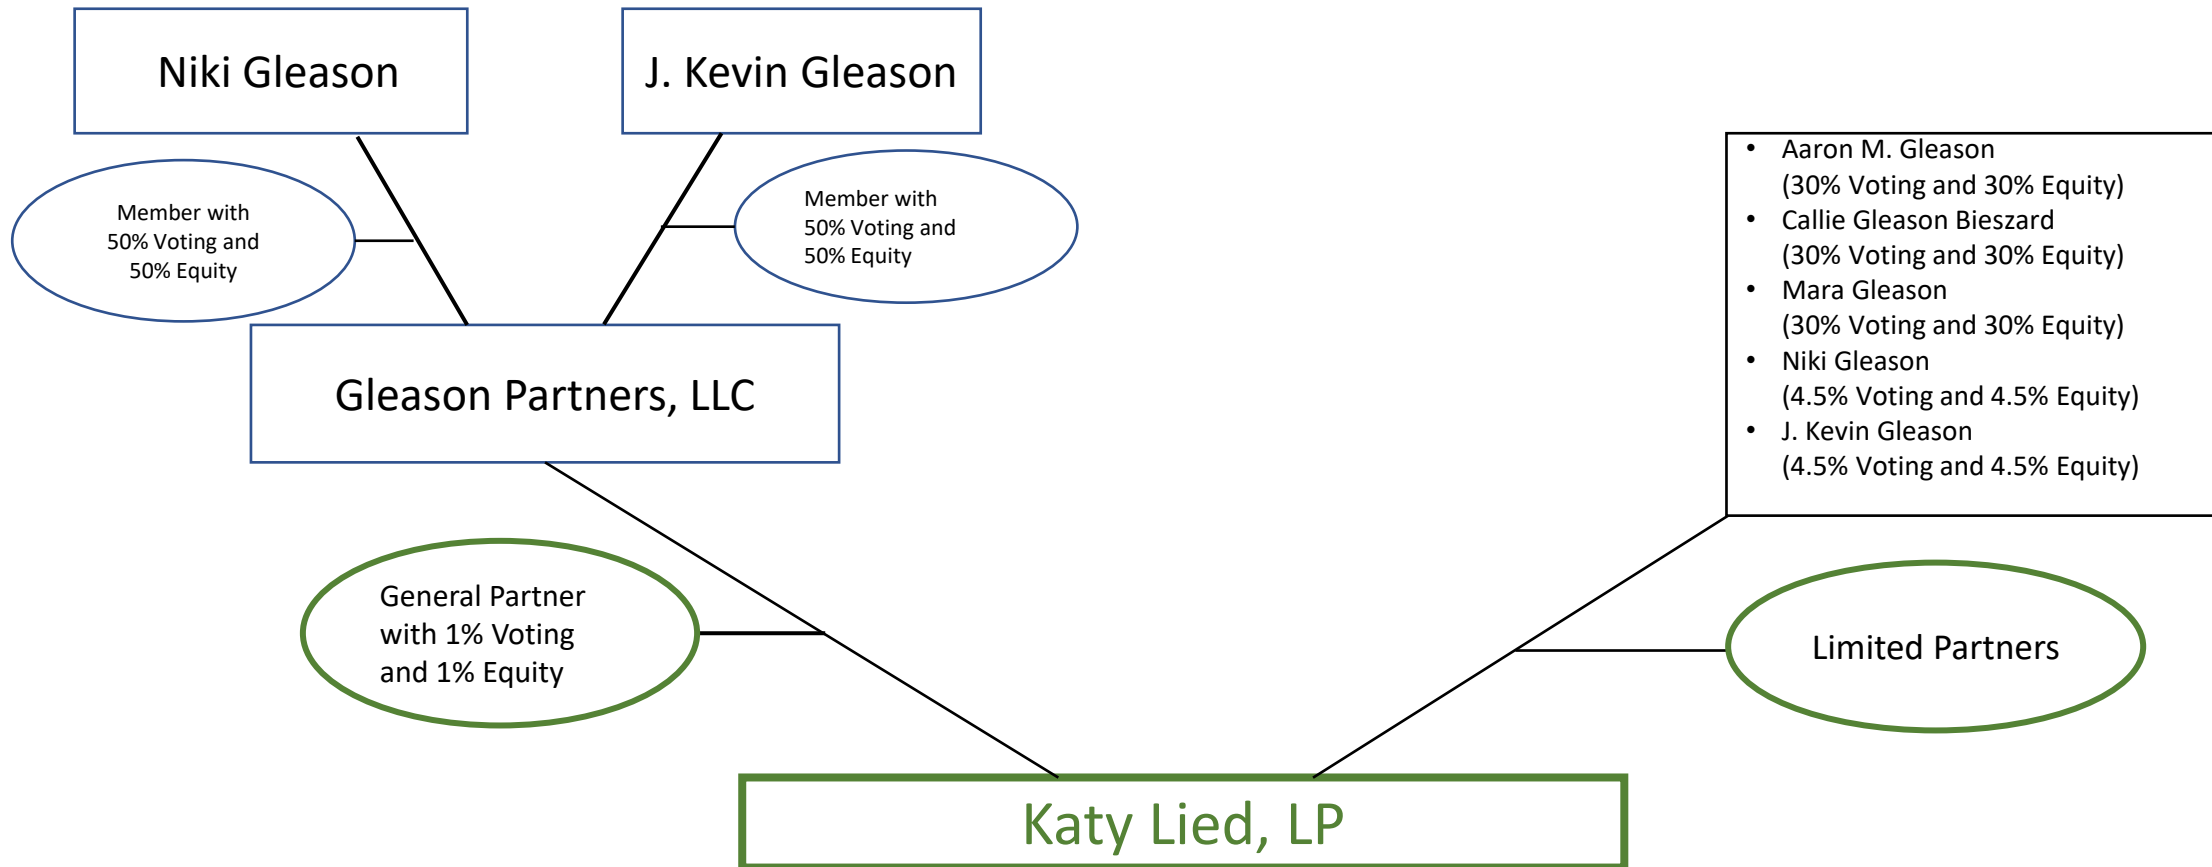 Niki Gleason
J. Kevin Gleason
Member with
50% Voting and
50% Equity
Member with
50% Voting and
50% Equity
Gleason Partners, LLC
• Aaron M. Gleason
(30% Voting and 30% Equity)
• Callie Gleason Bieszard
(30% Voting and 30% Equity)
• Mara Gleason
(30% Voting and 30% Equity)
• Niki Gleason
(4.5% Voting and 4.5% Equity)
• J. Kevin Gleason
(4.5% Voting and 4.5% Equity)
General Partner
with 1% Voting
and 1% Equity
Limited Partners
Katy Lied, LP